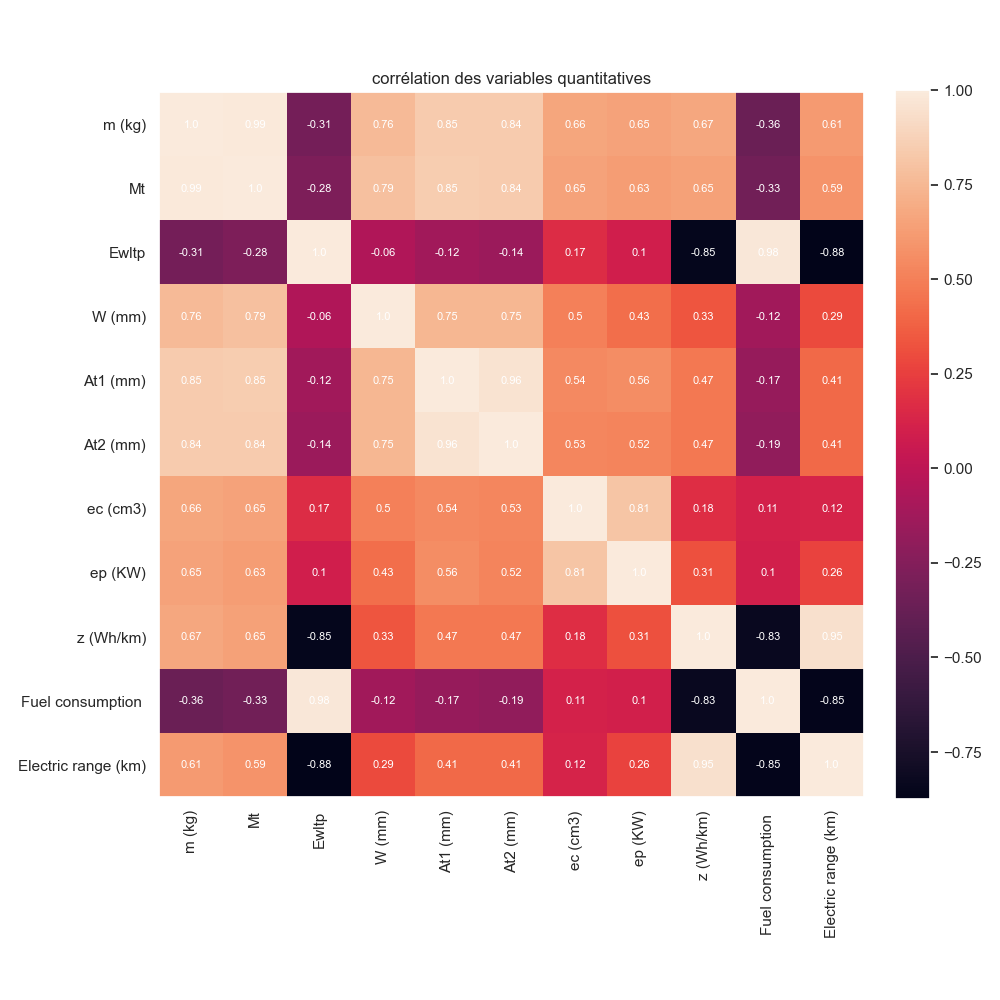 corrélation des variables quantitatives
1.00
m (kg) 1.0 0.99 -0.31 0.76 0.85 0.84 0.66 0.65 0.67 -0.36 0.61
Mt 0.99 1.0 -0.28 0.79 0.85 0.84 0.65 0.63 0.65 -0.33 0.59
0.75
Ewltp -0.31 -0.28 1.0 -0.06 -0.12 -0.14 0.17 0.1 -0.85 0.98 -0.88
0.50
W (mm) 0.76 0.79 -0.06 1.0 0.75 0.75 0.5 0.43 0.33 -0.12 0.29
At1 (mm) 0.85 0.85 -0.12 0.75 1.0 0.96 0.54 0.56 0.47 -0.17 0.41
0.25
At2 (mm) 0.84 0.84 -0.14 0.75 0.96 1.0 0.53 0.52 0.47 -0.19 0.41
0.00
ec (cm3) 0.66 0.65 0.17 0.5 0.54 0.53 1.0 0.81 0.18 0.11 0.12
−0.25
ep (KW) 0.65 0.63 0.1 0.43 0.56 0.52 0.81 1.0 0.31 0.1 0.26
z (Wh/km) 0.67 0.65 -0.85 0.33 0.47 0.47 0.18 0.31 1.0 -0.83 0.95
−0.50
Fuel consumption -0.36 -0.33 0.98 -0.12 -0.17 -0.19 0.11 0.1 -0.83 1.0 -0.85
−0.75
Electric range (km) 0.61 0.59 -0.88 0.29 0.41 0.41 0.12 0.26 0.95 -0.85 1.0
m (kg)
Mt
Ewltp
W (mm)
At1 (mm)
At2 (mm)
ec (cm3)
ep (KW)
z (Wh/km)
Fuel consumption
Electric range (km)